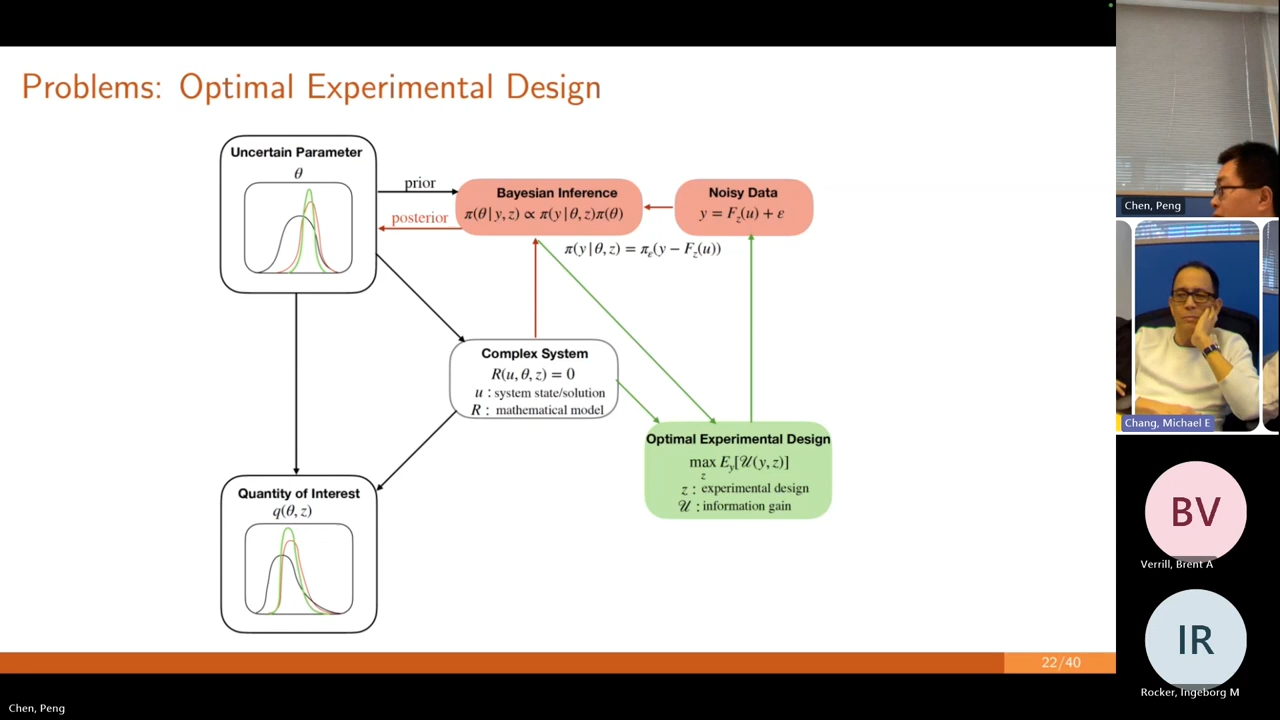 Problems: Optimal Experimental Design
Uncertain Parameter
θ
prior
posterior
Bayesian Inference
π(θ|y, z) ∝ π(y|θ, z)π(θ)
Noisy Data
y = F_z(u) + ε
π(y|θ, z) = π_ε(y − F_z(u))
Complex System
R(u, θ, z) = 0
u : system state/solution
R : mathematical model
Optimal Experimental Design
max_z E_y[𝒰(y, z)]
z : experimental design
𝒰 : information gain
Quantity of Interest
q(θ, z)
22/40
Chen, Peng
Chen, Peng
Chang, Michael E
BV
Verrill, Brent A
IR
Rocker, Ingeborg M